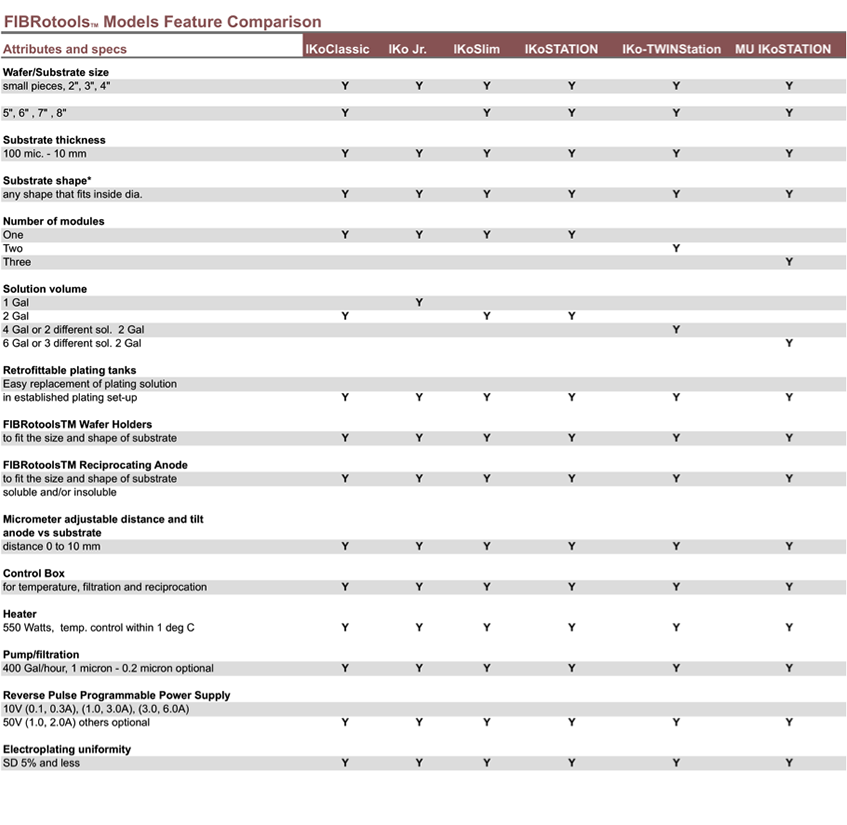 FIBRotools™ Models Feature Comparison
Attributes and specs IKoClassic IKo Jr. IKoSlim IKoSTATION IKo-TWINStation MU IKoSTATION
Wafer/Substrate size
small pieces, 2", 3", 4" Y Y Y Y Y Y
5", 6" , 7" , 8" Y Y Y Y Y
Substrate thickness
100 mic. - 10 mm Y Y Y Y Y Y
Substrate shape*
any shape that fits inside dia. Y Y Y Y Y Y
Number of modules
One Y Y Y Y
Two Y
Three Y
Solution volume
1 Gal Y
2 Gal Y Y Y
4 Gal or 2 different sol. 2 Gal Y
6 Gal or 3 different sol. 2 Gal Y
Retrofittable plating tanks
Easy replacement of plating solution
in established plating set-up Y Y Y Y Y Y
FIBRotoolsTM Wafer Holders
to fit the size and shape of substrate Y Y Y Y Y Y
FIBRotoolsTM Reciprocating Anode
to fit the size and shape of substrate Y Y Y Y Y Y
soluble and/or insoluble
Micrometer adjustable distance and tilt
anode vs substrate
distance 0 to 10 mm Y Y Y Y Y Y
Control Box
for temperature, filtration and reciprocation Y Y Y Y Y Y
Heater
550 Watts, temp. control within 1 deg C Y Y Y Y Y Y
Pump/filtration
400 Gal/hour, 1 micron - 0.2 micron optional Y Y Y Y Y Y
Reverse Pulse Programmable Power Supply
10V (0.1, 0.3A), (1.0, 3.0A), (3.0, 6.0A)
50V (1.0, 2.0A) others optional Y Y Y Y Y Y
Electroplating uniformity
SD 5% and less Y Y Y Y Y Y